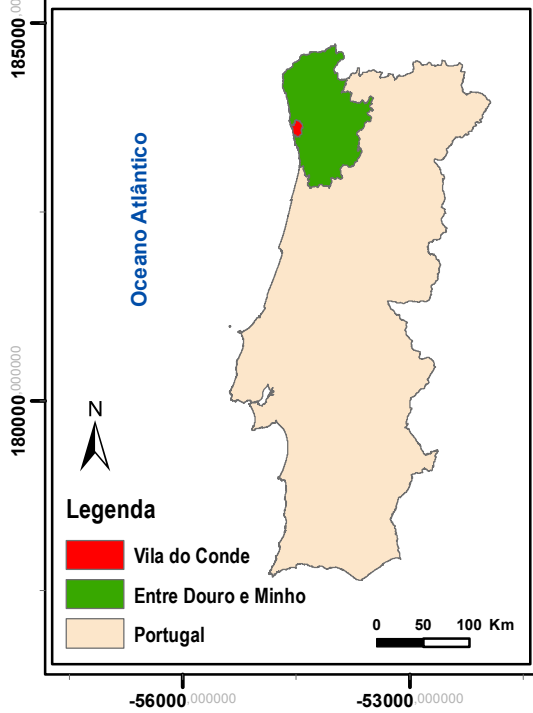 185000,000000
Oceano Atlântico
180000,000000
N
Legenda
Vila do Conde
Entre Douro e Minho
Portugal
0 50 100 Km
-56000,000000 -53000,000000